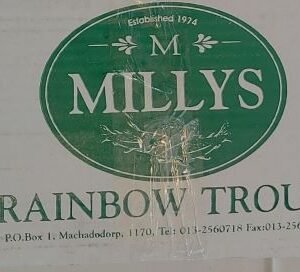 Established 1974
M
MILLYS
RAINBOW TROU
P.O.Box 1, Machadodorp, 1170, Tel: 013-2560718 Fax:013-256